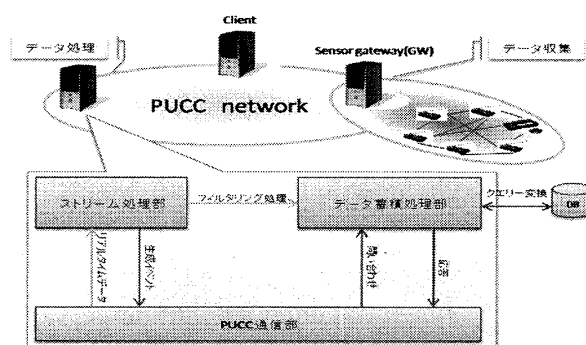 Client
データ処理
Sensor gateway(GW)
データ収集
PUCC network
ストリーム処理部
フィルタリング処理
データ蓄積処理部
クエリー変換
DB
リアルタイムデータ
生成イベント
問い合わせ
応答
PUCC通信部